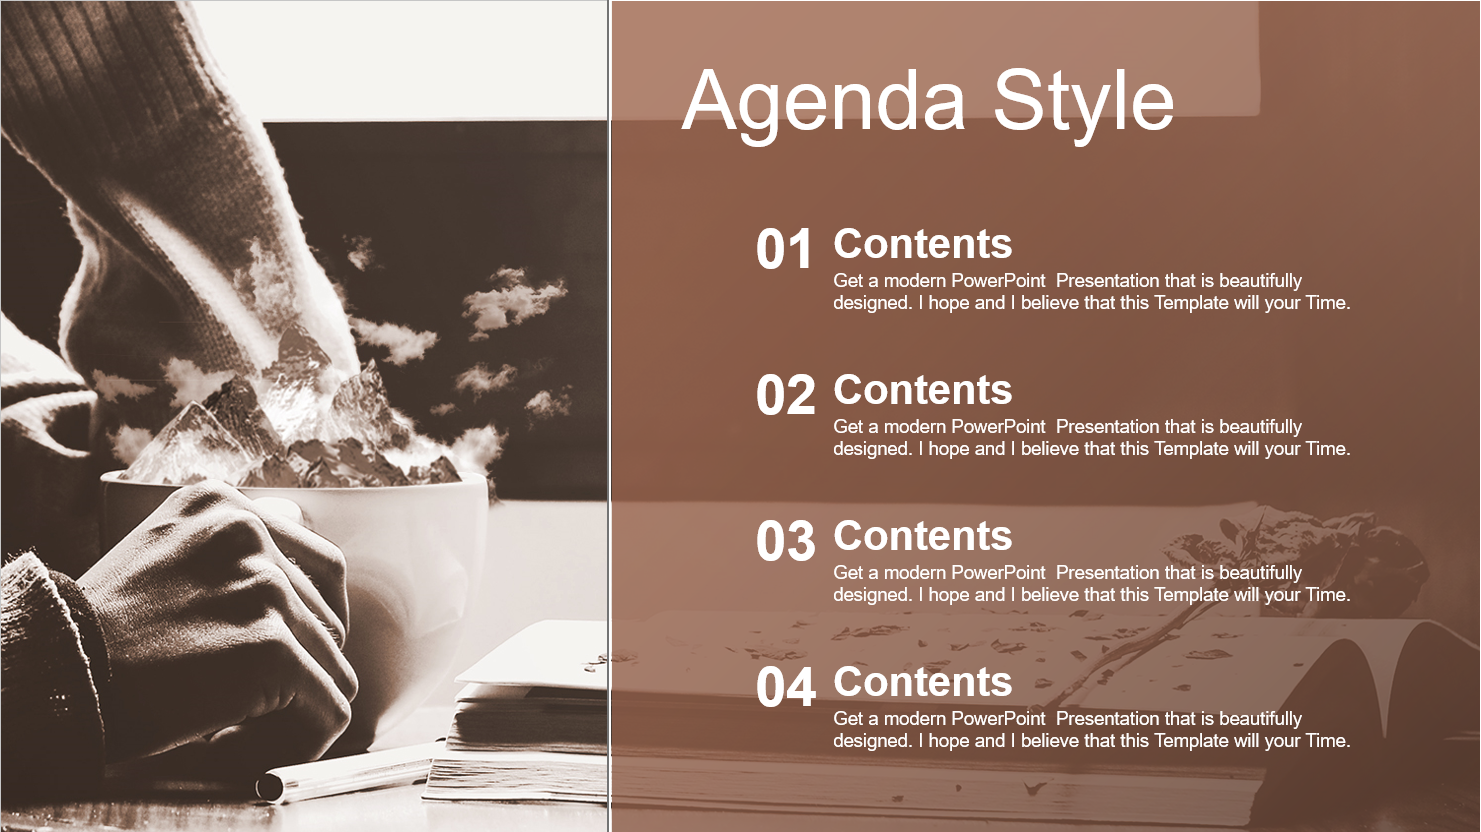 Agenda Style
01 Contents
Get a modern PowerPoint  Presentation that is beautifully
designed. I hope and I believe that this Template will your Time.
02 Contents
Get a modern PowerPoint  Presentation that is beautifully
designed. I hope and I believe that this Template will your Time.
03 Contents
Get a modern PowerPoint  Presentation that is beautifully
designed. I hope and I believe that this Template will your Time.
04 Contents
Get a modern PowerPoint  Presentation that is beautifully
designed. I hope and I believe that this Template will your Time.